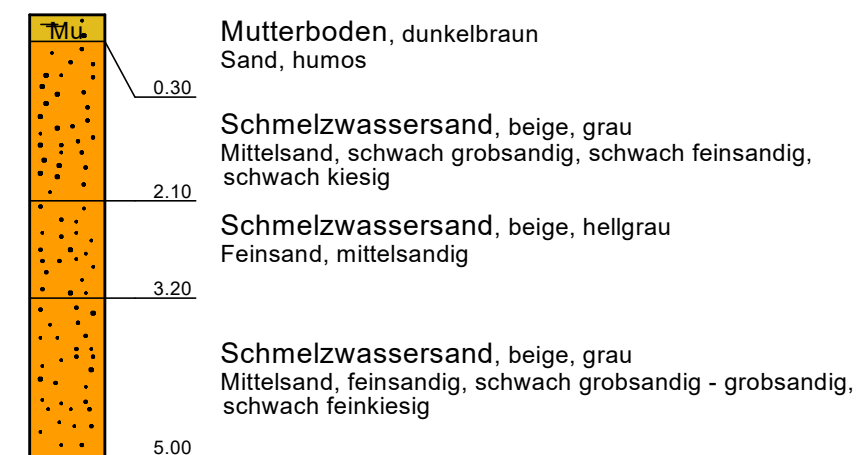 Mu
Mutterboden, dunkelbraun
Sand, humos
0.30
Schmelzwassersand, beige, grau
Mittelsand, schwach grobsandig, schwach feinsandig,
schwach kiesig
2.10
Schmelzwassersand, beige, hellgrau
Feinsand, mittelsandig
3.20
Schmelzwassersand, beige, grau
Mittelsand, feinsandig, schwach grobsandig - grobsandig,
schwach feinkiesig
5.00